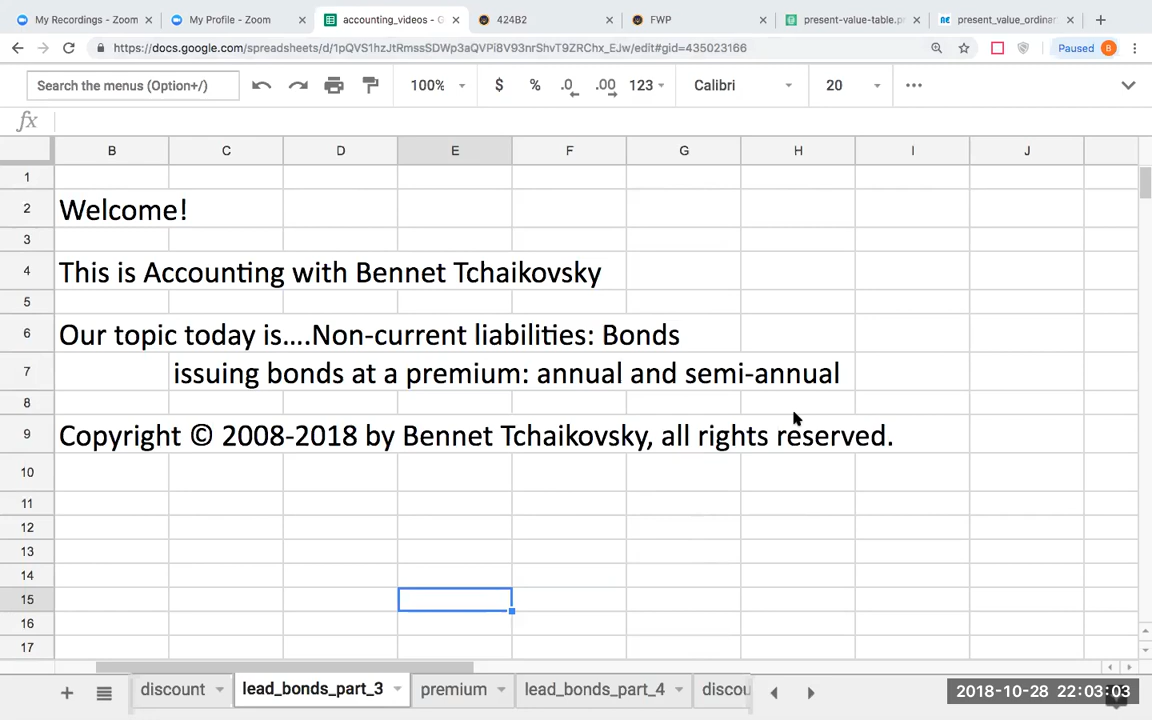 My Recordings - Zoom
My Profile - Zoom
accounting_videos - G
424B2
FWP
present-value-table.p
present_value_ordina
https://docs.google.com/spreadsheets/d/1pQVS1hzJtRmssSDWp3aQVPi8V93nrShvT9ZRChx_EJw/edit#gid=435023166
Paused B
Search the menus (Option+/)
100%
$ % .0 .00 123
Calibri
20
fx
B C D E F G H I J
1
2 Welcome!
3
4 This is Accounting with Bennet Tchaikovsky
5
6 Our topic today is....Non-current liabilities: Bonds
7 issuing bonds at a premium: annual and semi-annual
8
9 Copyright © 2008-2018 by Bennet Tchaikovsky, all rights reserved.
10
11
12
13
14
15
16
17
discount
lead_bonds_part_3
premium
lead_bonds_part_4
discou
2018-10-28 22:03:03